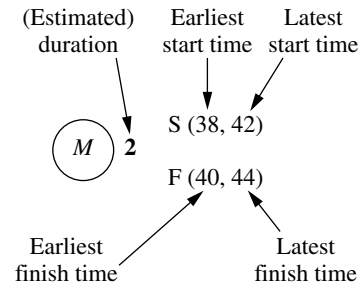 (Estimated)
duration
Earliest
start time
Latest
start time
M
2
S (38, 42)
F (40, 44)
Earliest
finish time
Latest
finish time